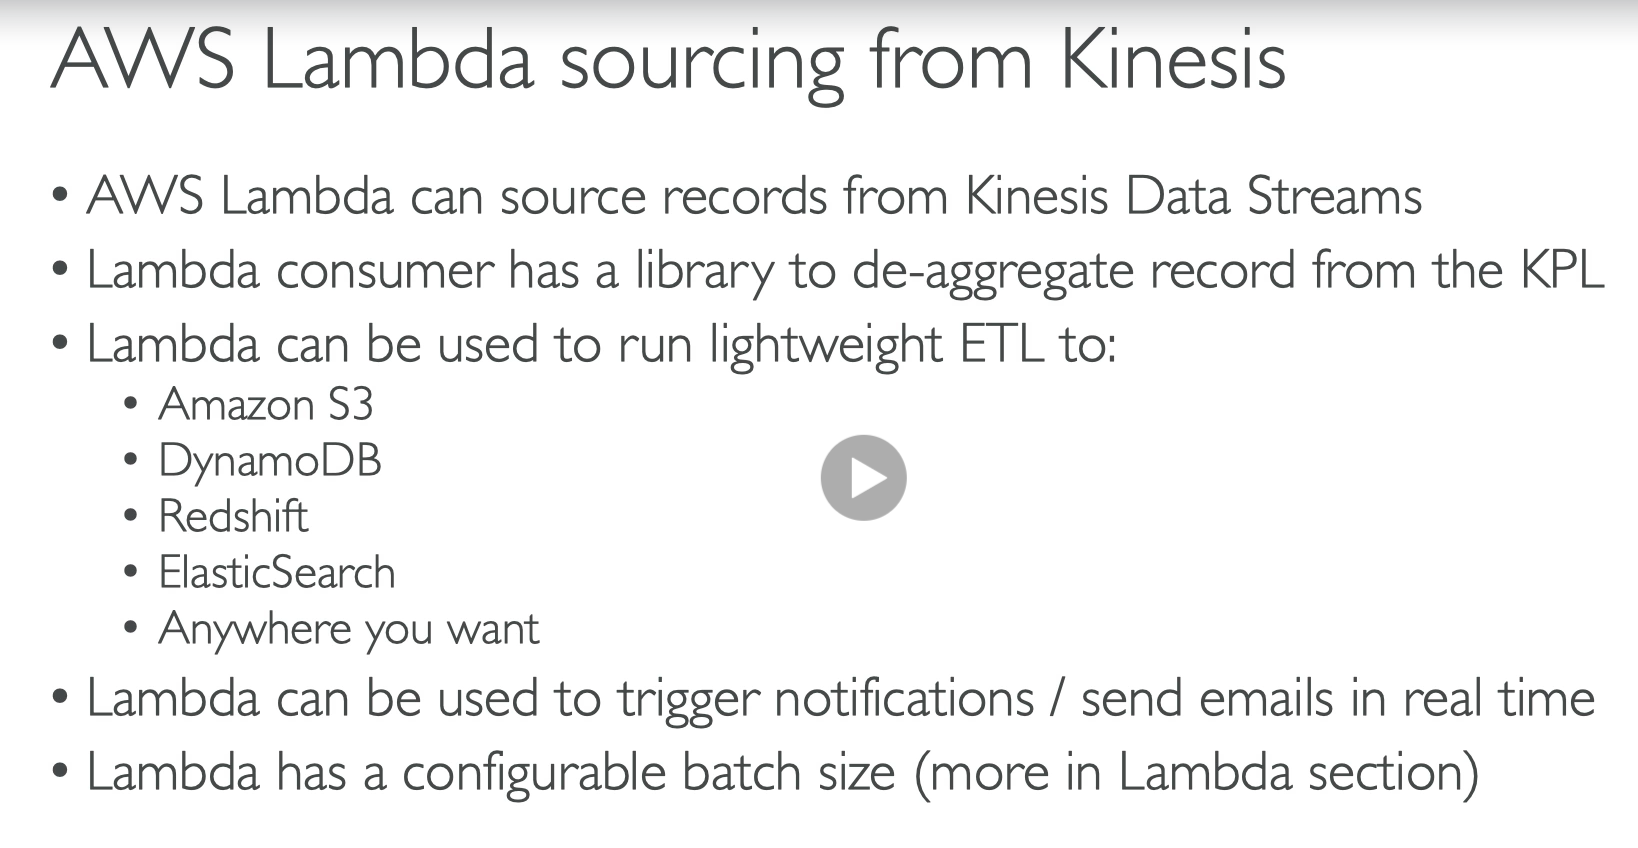 AWS Lambda sourcing from Kinesis
• AWS Lambda can source records from Kinesis Data Streams
• Lambda consumer has a library to de-aggregate record from the KPL
• Lambda can be used to run lightweight ETL to:
• Amazon S3
• DynamoDB
• Redshift
• ElasticSearch
• Anywhere you want
• Lambda can be used to trigger notifications / send emails in real time
• Lambda has a configurable batch size (more in Lambda section)